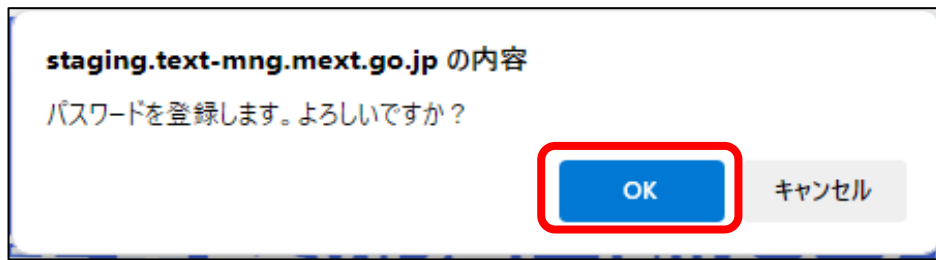 staging.text-mng.mext.go.jp の内容
パスワードを登録します。よろしいですか？
OK キャンセル